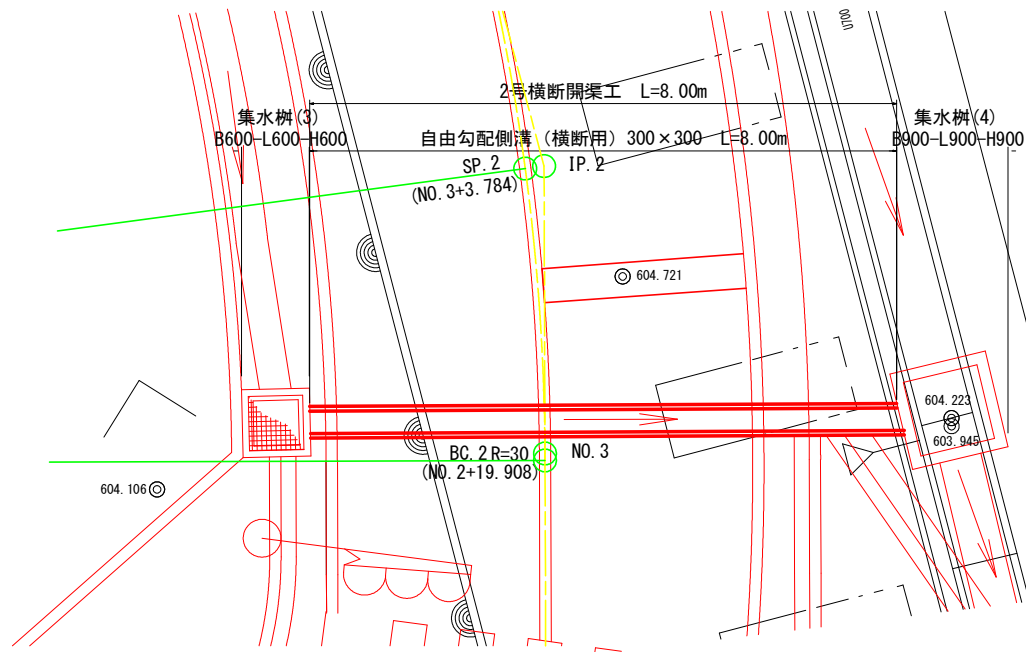 U700
2号横断開渠工 L=8.00m
集水桝(3)
B600-L600-H600
自由勾配側溝（横断用）300×300 L=8.00m
集水桝(4)
B900-L900-H900
SP.2
(NO.3+3.784)
IP.2
604.721
604.223
603.945
BC.2 R=30
(NO.2+19.908)
NO.3
604.106